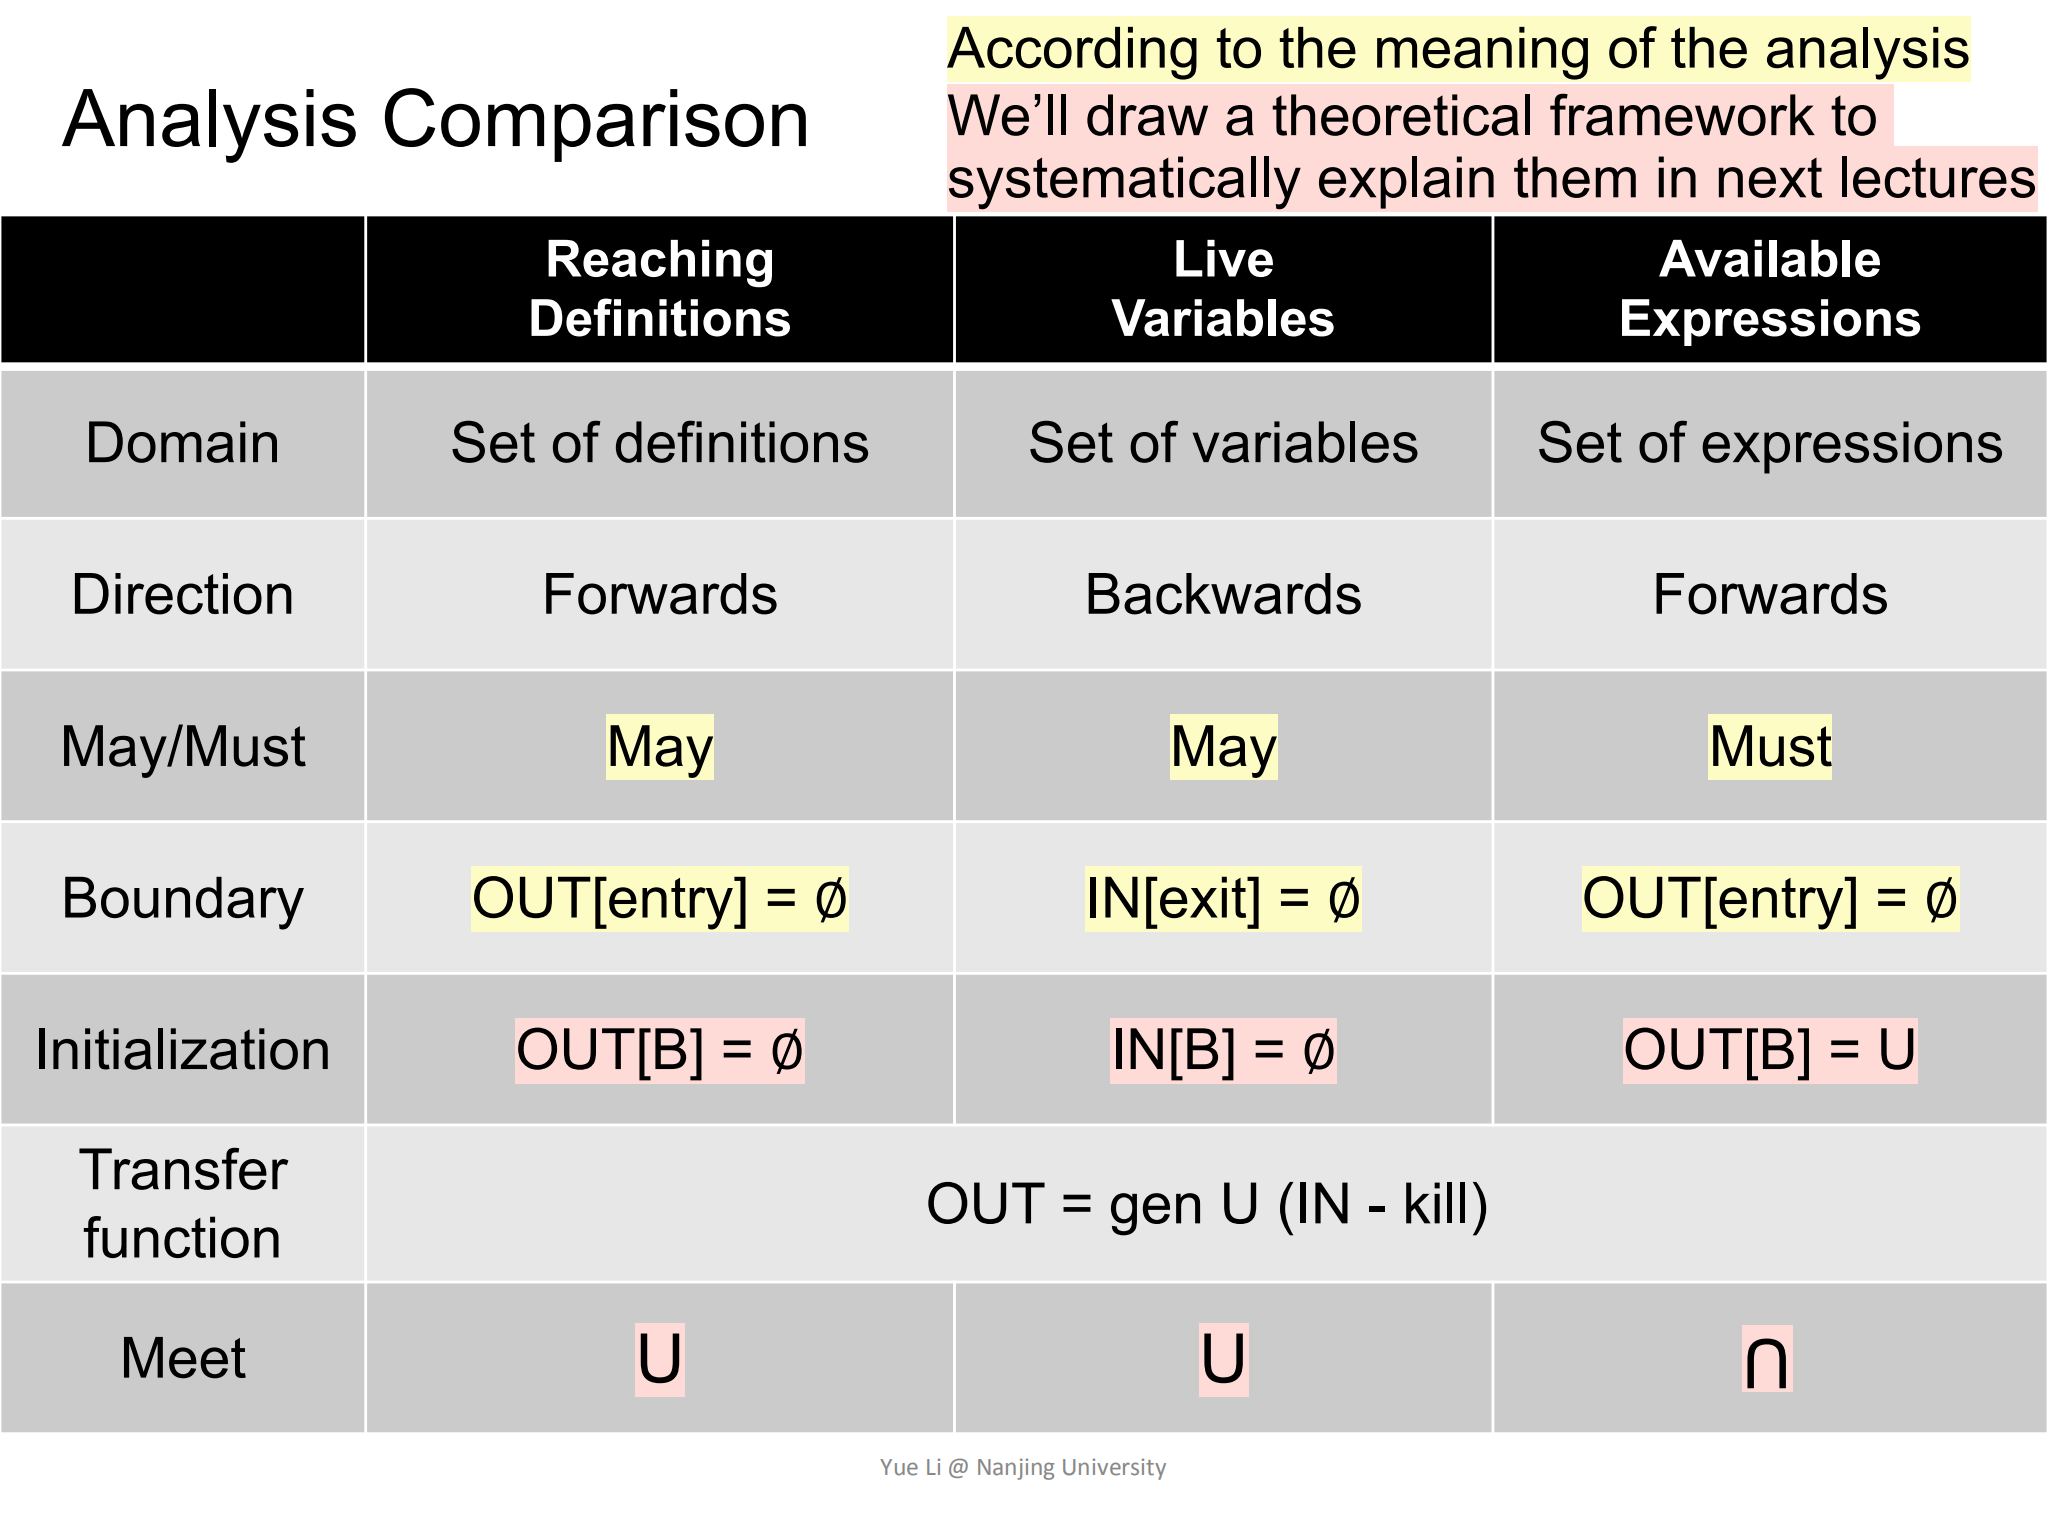 Analysis Comparison
According to the meaning of the analysis
We’ll draw a theoretical framework to
systematically explain them in next lectures
Reaching
Definitions
Live
Variables
Available
Expressions
Domain
Set of definitions
Set of variables
Set of expressions
Direction
Forwards
Backwards
Forwards
May/Must
May
May
Must
Boundary
OUT[entry] = ∅
IN[exit] = ∅
OUT[entry] = ∅
Initialization
OUT[B] = ∅
IN[B] = ∅
OUT[B] = U
Transfer
function
OUT = gen U (IN - kill)
Meet
U
U
∩
Yue Li @ Nanjing University